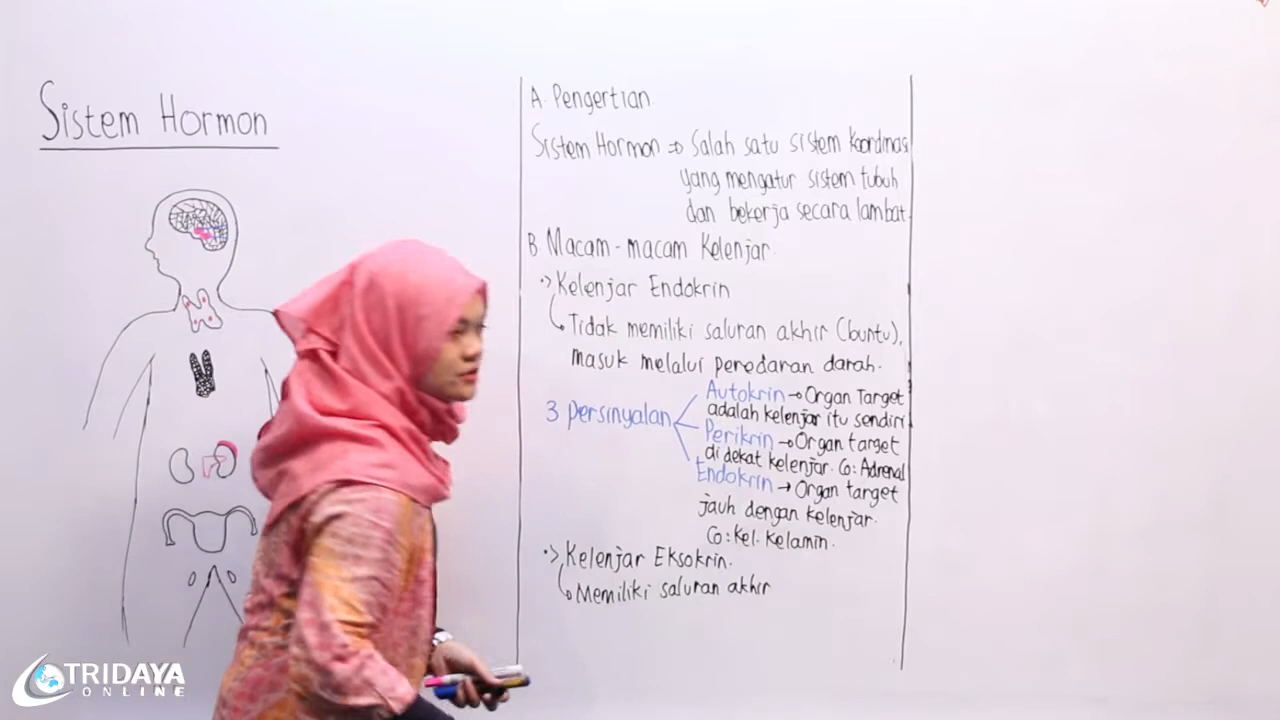 Sistem Hormon
A. Pengertian
Sistem Hormon => Salah satu sistem koordinasi
yang mengatur sistem tubuh
dan bekerja secara lambat.
B Macam-macam Kelenjar.
·> Kelenjar Endokrin
↳ Tidak memiliki saluran akhir (buntu),
masuk melalui peredaran darah.
3 Persinyalan
Autokrin → Organ Target
adalah kelenjar itu sendiri
Perikrin → Organ target
di dekat kelenjar. Co: Adrenal
Endokrin → Organ target
jauh dengan kelenjar.
Co: Kel. Kelamin.
·> Kelenjar Eksokrin.
↳ Memiliki saluran akhir
TRIDAYA
ONLINE